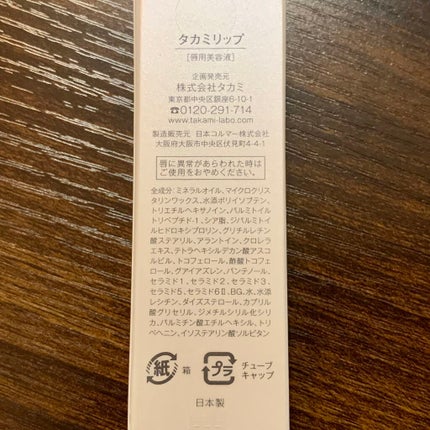 タカミリップ
[唇用美容液]
企画発売元
株式会社タカミ
東京都中央区銀座6-10-1
0120-291-714
www.takami-labo.com
製造販売元 日本コルマー株式会社
大阪府大阪市中央区伏見町4-4-1
唇に異常があらわれた時は
ご使用をおやめください。
全成分:ミネラルオイル、マイクロクリス
タリンワックス、水添ポリイソブテン、
トリエチルヘキサノイン、パルミトイル
トリペプチド-1、シア脂、ジパルミトイ
ルヒドロキシプロリン、グリチルレチン
酸ステアリル、アラントイン、クロレラ
エキス、テトラヘキシルデカン酸アスコ
ルビル、トコフェロール、酢酸トコフェ
ロール、グアイアズレン、パンテノール、
セラミド1、セラミド2、セラミド3、
セラミド5、セラミド6Ⅱ、BG、水、水添
レシチン、ダイズステロール、カプリル
酸グリセリル、ジメチルシリル化シリ
カ、パルミチン酸エチルヘキシル、トリ
ベヘニン、イソステアリン酸ソルビタン
紙 箱 プラ チューブ
キャップ
日本製